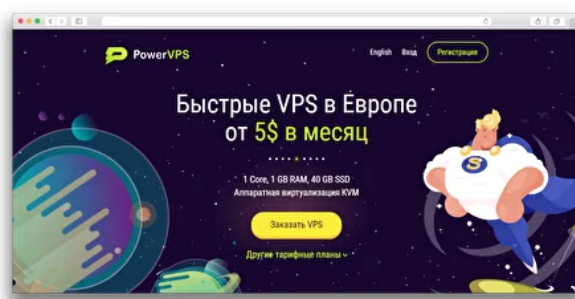 PowerVPS
English Вход Регистрация
Быстрые VPS в Европе
от 5$ в месяц
1 Core, 1 GB RAM, 40 GB SSD
Аппаратная виртуализация KVM
Заказать VPS
Другие тарифные планы
S